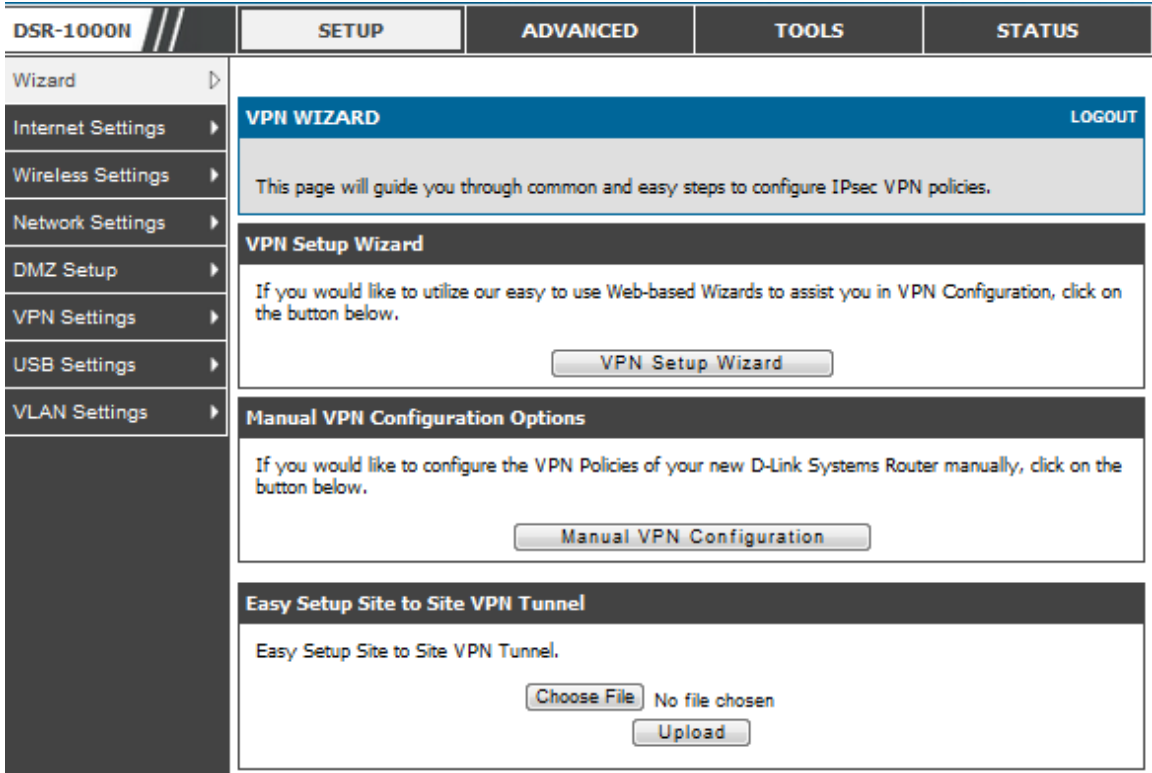 DSR-1000N
SETUP
ADVANCED
TOOLS
STATUS
Wizard
Internet Settings
Wireless Settings
Network Settings
DMZ Setup
VPN Settings
USB Settings
VLAN Settings
VPN WIZARD
LOGOUT
This page will guide you through common and easy steps to configure IPsec VPN policies.
VPN Setup Wizard
If you would like to utilize our easy to use Web-based Wizards to assist you in VPN Configuration, click on
the button below.
VPN Setup Wizard
Manual VPN Configuration Options
If you would like to configure the VPN Policies of your new D-Link Systems Router manually, click on the
button below.
Manual VPN Configuration
Easy Setup Site to Site VPN Tunnel
Easy Setup Site to Site VPN Tunnel.
Choose File No file chosen
Upload